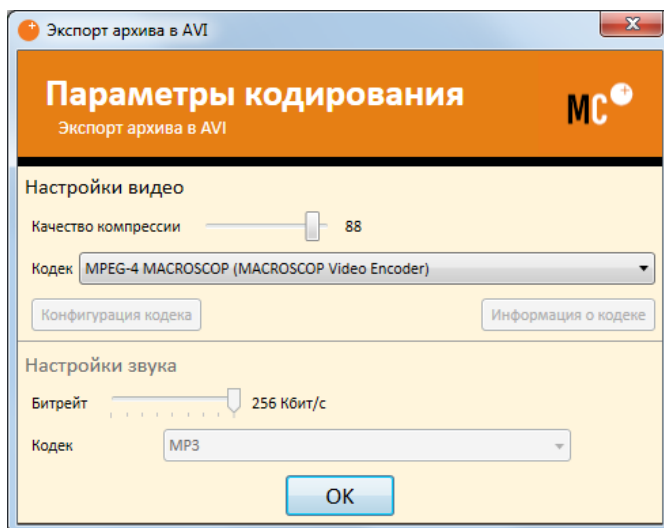 Экспорт архива в AVI
Параметры кодирования
Экспорт архива в AVI
MC
Настройки видео
Качество компрессии 88
Кодек MPEG-4 MACROSCOP (MACROSCOP Video Encoder)
Конфигурация кодека Информация о кодеке
Настройки звука
Битрейт 256 Кбит/с
Кодек MP3
OK